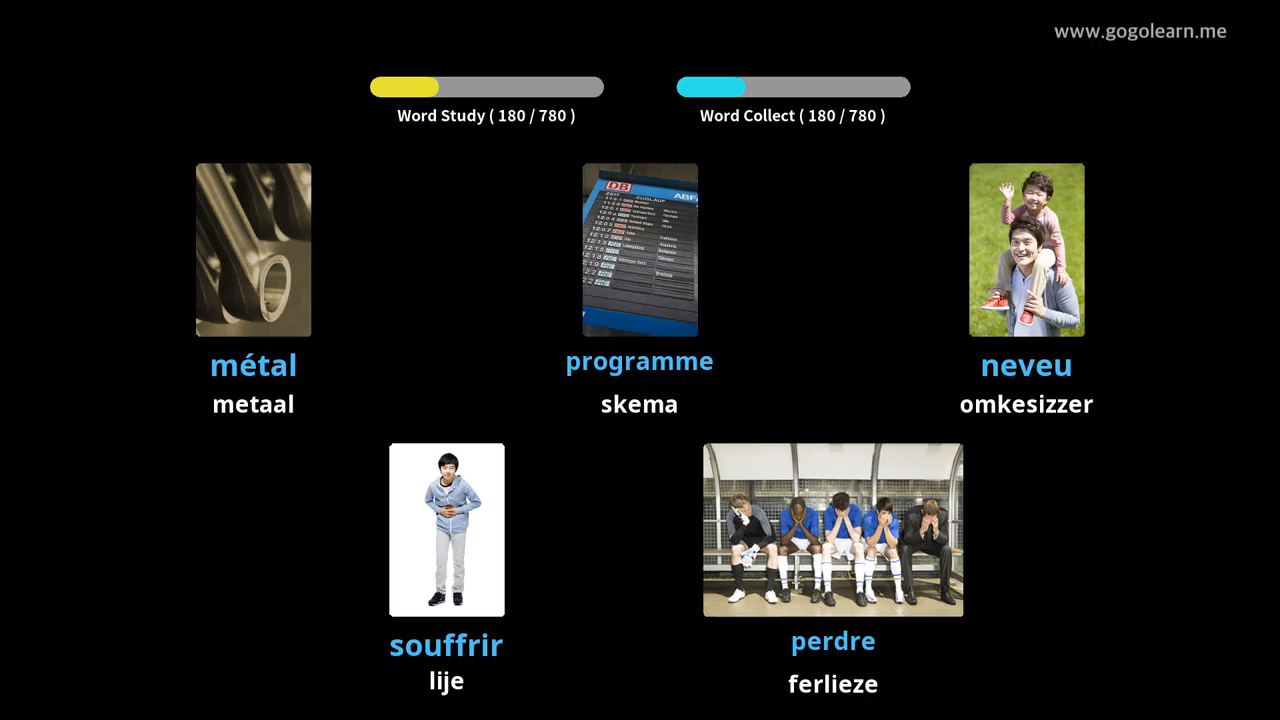 www.gogolearn.me
Word Study ( 180 / 780 )
Word Collect ( 180 / 780 )
DB
métal
programme
neveu
metaal
skema
omkesizzer
souffrir
perdre
lije
ferlieze